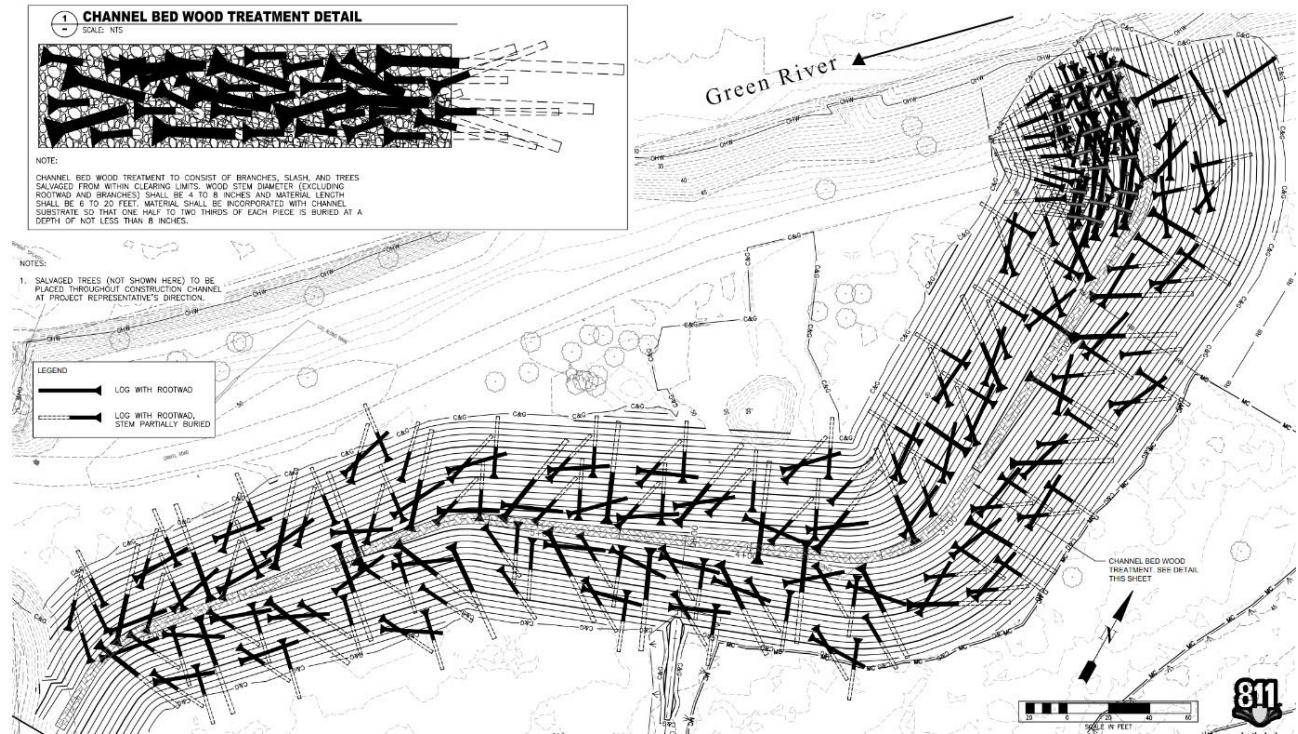 1
CHANNEL BED WOOD TREATMENT DETAIL
SCALE: NTS
NOTE:
CHANNEL BED WOOD TREATMENT TO CONSIST OF BRANCHES, SLASH, AND TREES
SALVAGED FROM WITHIN CLEARING LIMITS. WOOD STEM DIAMETER (EXCLUDING
ROOTWAD AND BRANCHES) SHALL BE 4 TO 8 INCHES AND MATERIAL LENGTH
SHALL BE 6 TO 20 FEET. MATERIAL SHALL BE INCORPORATED WITH CHANNEL
SUBSTRATE SO THAT ONE HALF TO TWO THIRDS OF EACH PIECE IS BURIED AT A
DEPTH OF NOT LESS THAN 8 INCHES.
Green River
NOTES:
1. SALVAGED TREES (NOT SHOWN HERE) TO BE
PLACED THROUGHOUT CONSTRUCTION CHANNEL
AT PROJECT REPRESENTATIVE'S DIRECTION.
LEGEND
LOG WITH ROOTWAD
LOG WITH ROOTWAD,
STEM PARTIALLY BURIED
OHW
C&G
MC
CHANNEL BED WOOD
TREATMENT. SEE DETAIL
THIS SHEET
N
20 0 20 40 60
SCALE IN FEET
811